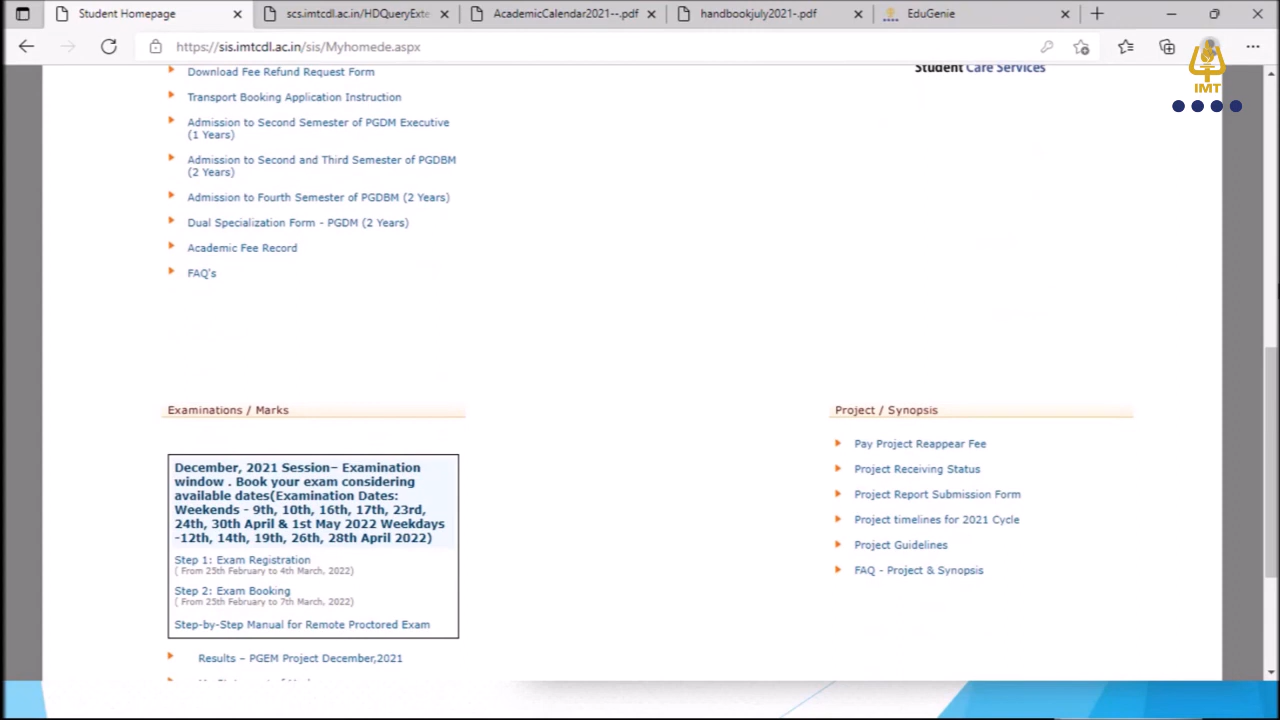 Student Homepage
scs.imtcdl.ac.in/HDQueryExte
AcademicCalendar2021--.pdf
handbookjuly2021-.pdf
EduGenie
https://sis.imtcdl.ac.in/sis/Myhomede.aspx
IMT
Student Care Services
Download Fee Refund Request Form
Transport Booking Application Instruction
Admission to Second Semester of PGDM Executive
(1 Years)
Admission to Second and Third Semester of PGDBM
(2 Years)
Admission to Fourth Semester of PGDBM (2 Years)
Dual Specialization Form - PGDM (2 Years)
Academic Fee Record
FAQ's
Examinations / Marks
December, 2021 Session– Examination
window . Book your exam considering
available dates(Examination Dates:
Weekends - 9th, 10th, 16th, 17th, 23rd,
24th, 30th April & 1st May 2022 Weekdays
-12th, 14th, 19th, 26th, 28th April 2022)
Step 1: Exam Registration
( From 25th February to 4th March, 2022)
Step 2: Exam Booking
( From 25th February to 7th March, 2022)
Step-by-Step Manual for Remote Proctored Exam
Results – PGEM Project December,2021
Project / Synopsis
Pay Project Reappear Fee
Project Receiving Status
Project Report Submission Form
Project timelines for 2021 Cycle
Project Guidelines
FAQ - Project & Synopsis